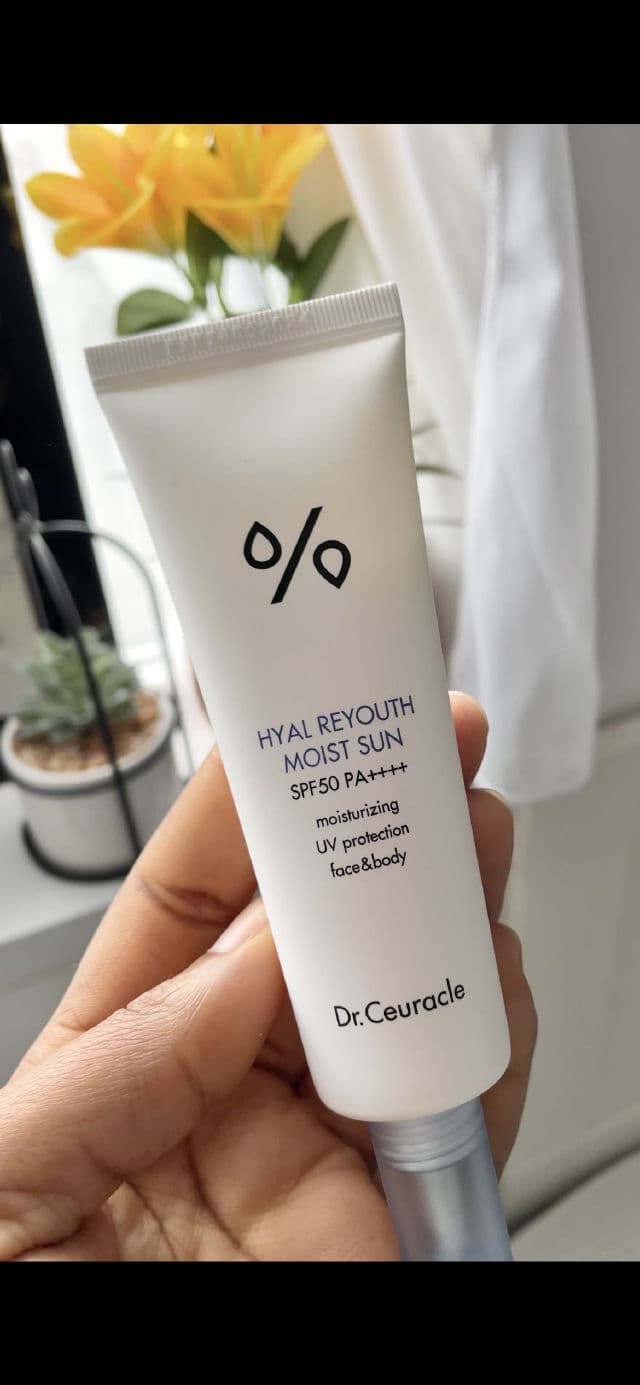 %
HYAL REYOUTH
MOIST SUN
SPF50 PA++++
moisturizing
UV protection
face&body
Dr.Ceuracle